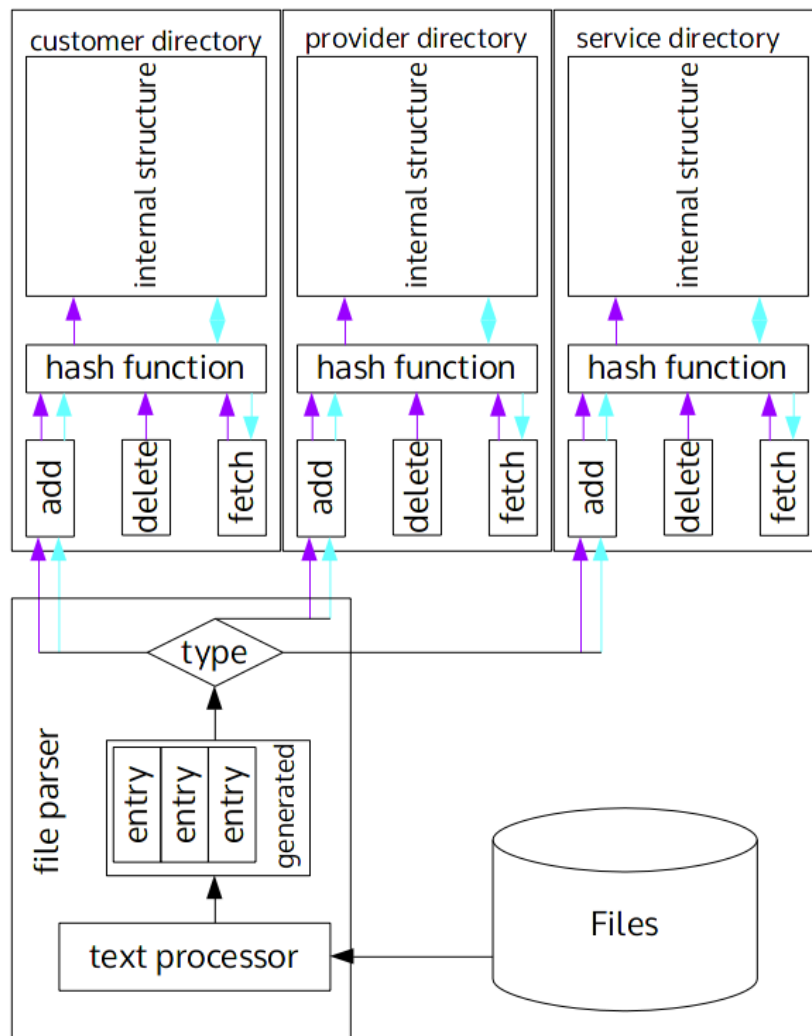 customer directory
provider directory
service directory
internal structure
internal structure
internal structure
hash function
hash function
hash function
add
delete
fetch
add
delete
fetch
add
delete
fetch
type
file parser
entry
entry
entry
generated
text processor
Files